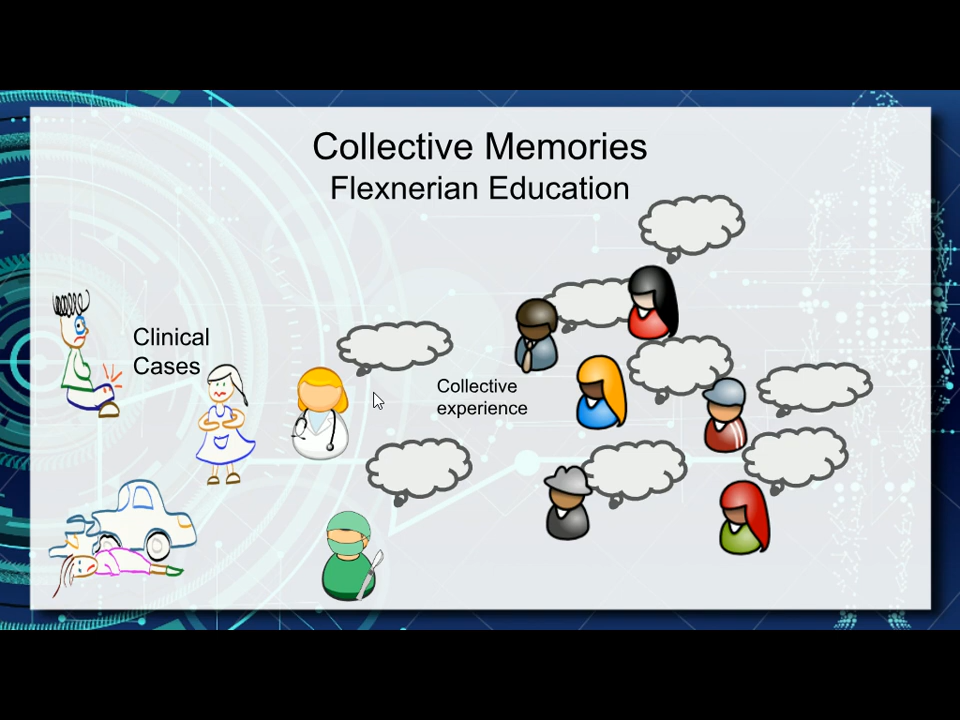 Collective Memories
Flexnerian Education
Clinical
Cases
Collective
experience